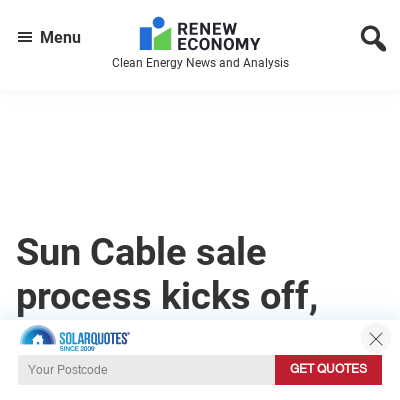 Menu
RENEW
ECONOMY
Clean Energy News and Analysis
Sun Cable sale
process kicks off,
SOLARQUOTES®
SINCE 2009
Your Postcode
GET QUOTES